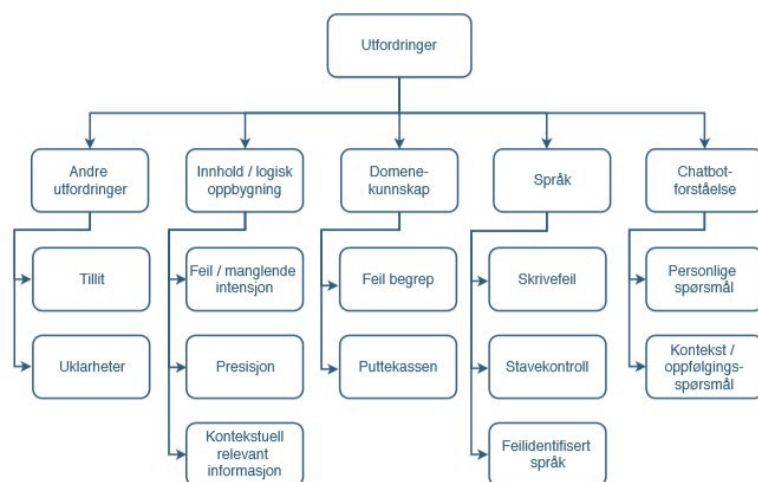 Utfordringer
Andre
utfordringer
Innhold / logisk
oppbygning
Domene-
kunnskap
Språk
Chatbot-
forståelse
Tillit
Feil / manglende
intensjon
Feil begrep
Skrivefeil
Personlige
spørsmål
Uklarheter
Presisjon
Puttekassen
Stavekontroll
Kontekst /
oppfølgings-
spørsmål
Kontekstuell
relevant
informasjon
Feilidentifisert
språk